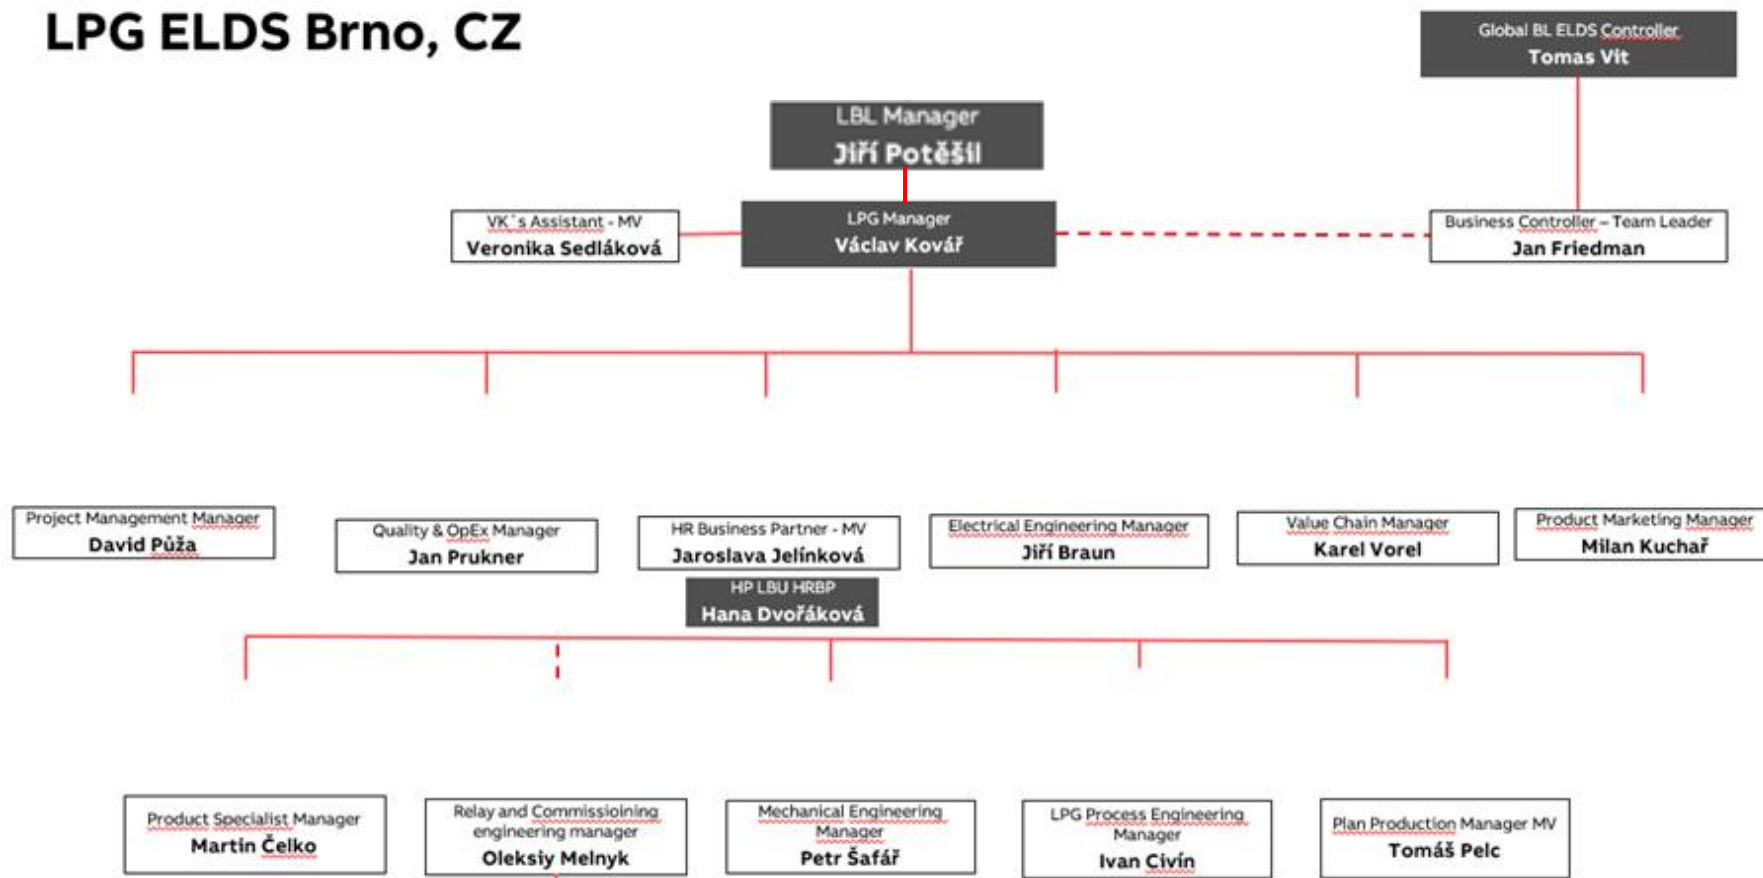 LPG ELDS Brno, CZ
Global BL ELDS Controller
Tomas Vit
LBL Manager
Jiří Potěšil
VK´s Assistant - MV
Veronika Sedláková
LPG Manager
Václav Kovář
Business Controller – Team Leader
Jan Friedman
Project Management Manager
David Půža
Quality & OpEx Manager
Jan Prukner
HR Business Partner - MV
Jaroslava Jelínková
HP LBU HRBP
Hana Dvořáková
Electrical Engineering Manager
Jiří Braun
Value Chain Manager
Karel Vorel
Product Marketing Manager
Milan Kuchař
Product Specialist Manager
Martin Čelko
Relay and Commissioining
engineering manager
Oleksiy Melnyk
Mechanical Engineering
Manager
Petr Šafář
LPG Process Engineering
Manager
Ivan Civín
Plan Production Manager MV
Tomáš Pelc